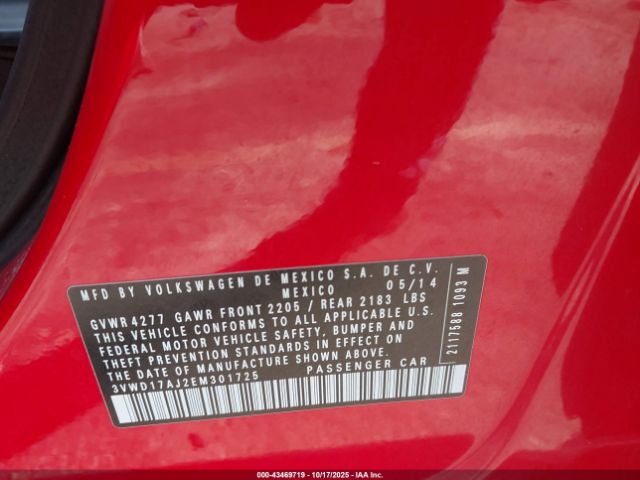 MFD BY VOLKSWAGEN DE MEXICO S.A. DE C.V.
MEXICO 05/14
GVWR 4277 GAWR FRONT 2205 / REAR 2183 LBS
THIS VEHICLE CONFORMS TO ALL APPLICABLE U.S.
FEDERAL MOTOR VEHICLE SAFETY, BUMPER AND
THEFT PREVENTION STANDARDS IN EFFECT ON
THE DATE OF MANUFACTURE SHOWN ABOVE.
3VWD17AJ2EM301725 PASSENGER CAR
2117588 1093 M
000-43469719 | 10/17/2025 | IAA, Inc.